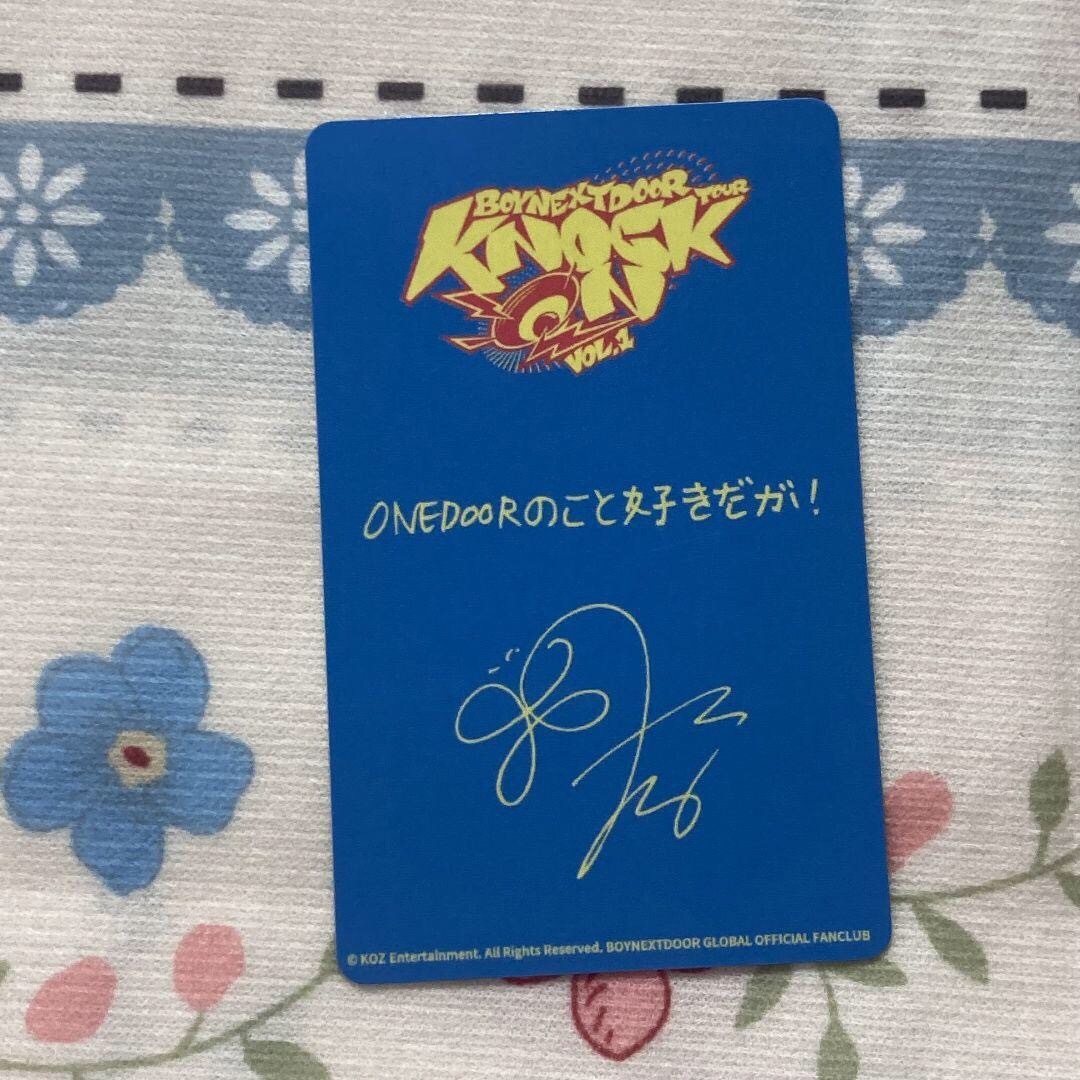 BOYNEXTDOOR TOUR
KNOCK
ON
VOL.1
ONEDOORのこと好きだが!
© KOZ Entertainment. All Rights Reserved. BOYNEXTDOOR GLOBAL OFFICIAL FANCLUB